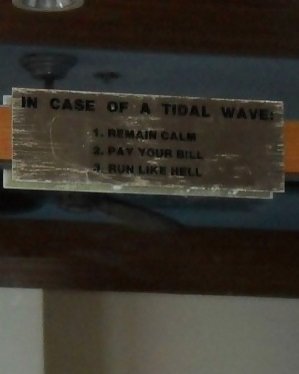 IN CASE OF A TIDAL WAVE:
1. REMAIN CALM
2. PAY YOUR BILL
3. RUN LIKE HELL